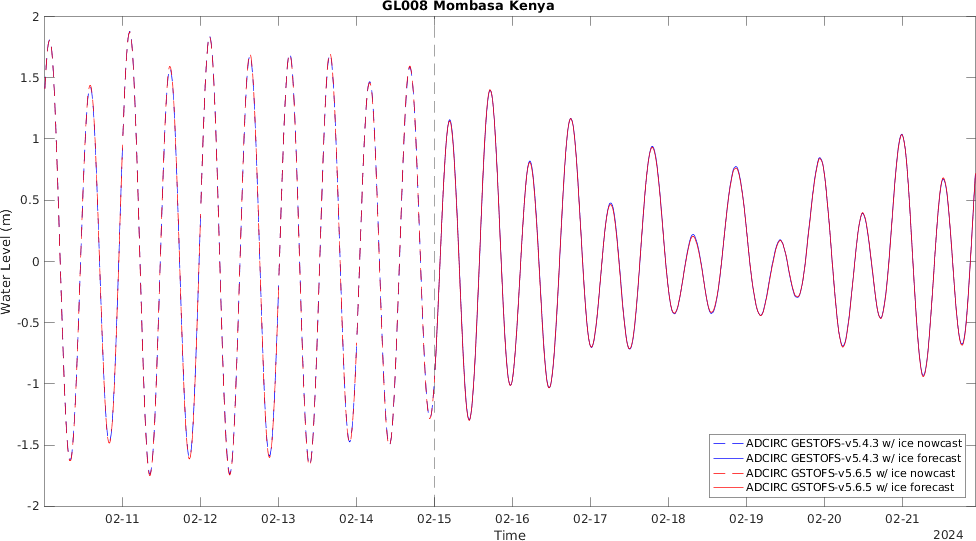 GL008 Mombasa Kenya
2
1.5
1
0.5
0
-0.5
-1
-1.5
-2
Water Level (m)
ADCIRC GESTOFS-v5.4.3 w/ ice nowcast
ADCIRC GESTOFS-v5.4.3 w/ ice forecast
ADCIRC GSTOFS-v5.6.5 w/ ice nowcast
ADCIRC GSTOFS-v5.6.5 w/ ice forecast
02-11 02-12 02-13 02-14 02-15 02-16 02-17 02-18 02-19 02-20 02-21
Time
2024